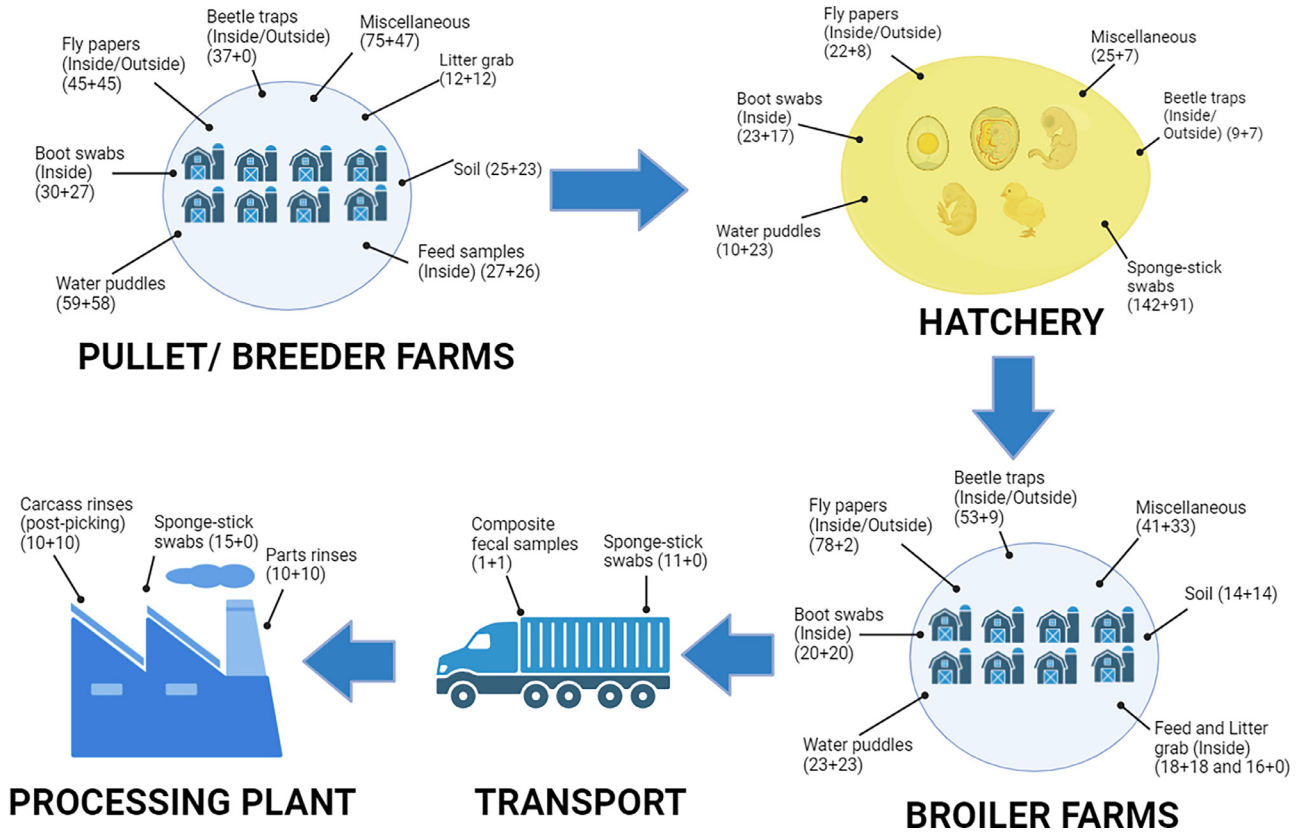 Beetle traps
(Inside/Outside)
(37+0)
Miscellaneous
(75+47)
Fly papers
(Inside/Outside)
(45+45)
Litter grab
(12+12)
Boot swabs
(Inside)
(30+27)
Soil (25+23)
Water puddles
(59+58)
Feed samples
(Inside) (27+26)
PULLET/ BREEDER FARMS
Fly papers
(Inside/Outside)
(22+8)
Miscellaneous
(25+7)
Boot swabs
(Inside)
(23+17)
Beetle traps
(Inside/
Outside) (9+7)
Water puddles
(10+23)
Sponge-stick
swabs
(142+91)
HATCHERY
Beetle traps
(Inside/Outside)
(53+9)
Fly papers
(Inside/Outside)
(78+2)
Miscellaneous
(41+33)
Boot swabs
(Inside)
(20+20)
Soil (14+14)
Water puddles
(23+23)
Feed and Litter
grab (Inside)
(18+18 and 16+0)
BROILER FARMS
Composite
fecal samples
(1+1)
Sponge-stick
swabs (11+0)
TRANSPORT
Carcass rinses
(post-picking)
(10+10)
Sponge-stick
swabs (15+0)
Parts rinses
(10+10)
PROCESSING PLANT